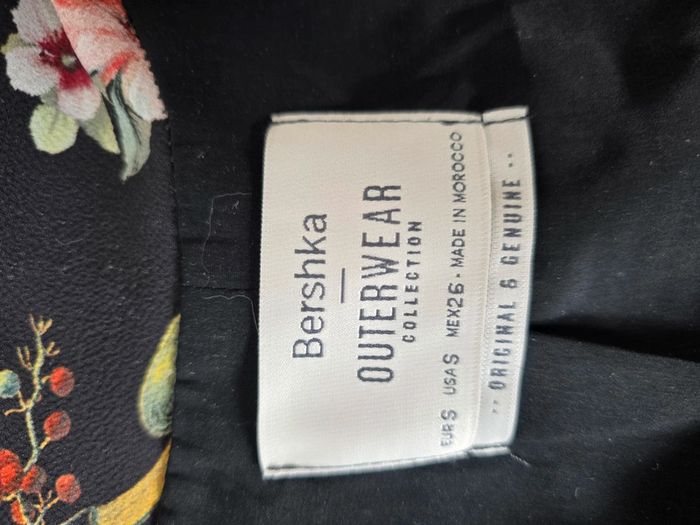 Bershka
OUTERWEAR
COLLECTION
EUR S USA S MEX 26 - MADE IN MOROCCO
·· ORIGINAL & GENUINE ··